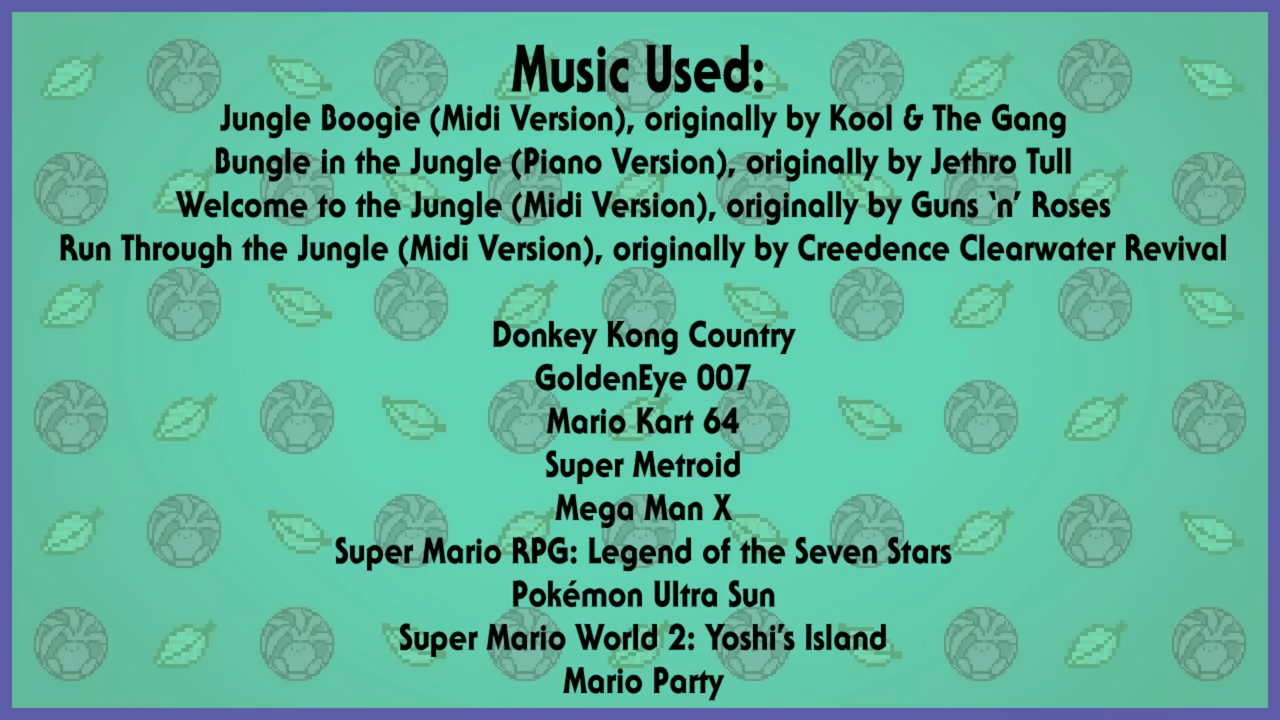 Music Used:
Jungle Boogie (Midi Version), originally by Kool & The Gang
Bungle in the Jungle (Piano Version), originally by Jethro Tull
Welcome to the Jungle (Midi Version), originally by Guns ‘n’ Roses
Run Through the Jungle (Midi Version), originally by Creedence Clearwater Revival
Donkey Kong Country
GoldenEye 007
Mario Kart 64
Super Metroid
Mega Man X
Super Mario RPG: Legend of the Seven Stars
Pokémon Ultra Sun
Super Mario World 2: Yoshi’s Island
Mario Party